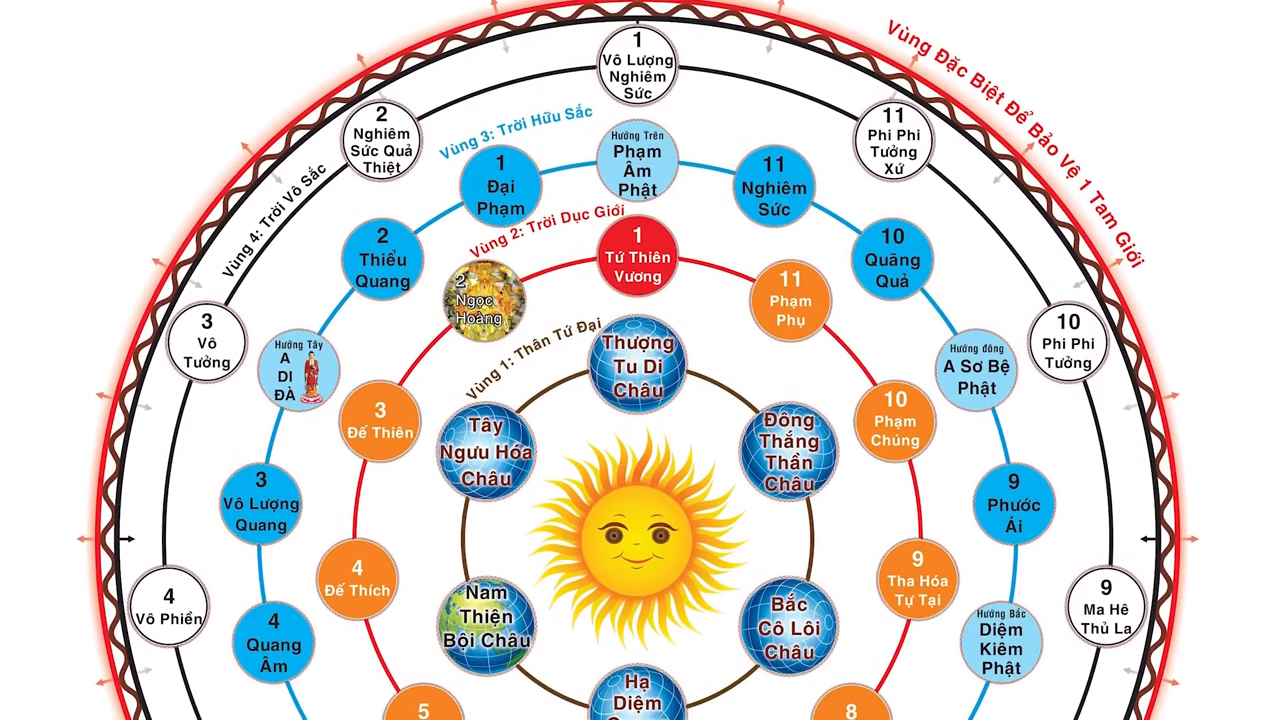 Vùng Đặc Biệt Để Bảo Vệ 1 Tam Giới
1
Vô Lượng
Nghiêm
Sức
2
Nghiêm
Sức Quả
Thiệt
11
Phi Phi
Tưởng
Xứ
Vùng 4: Trời Vô Sắc
3
Vô
Tưởng
10
Phi Phi
Tưởng
4
Vô Phiền
9
Ma Hê
Thủ La
Vùng 3: Trời Hữu Sắc
Hướng Trên
Phạm
Âm
Phật
1
Đại
Phạm
11
Nghiêm
Sức
2
Thiểu
Quang
10
Quãng
Quả
Hướng Tây
A
DI
ĐÀ
Hướng đông
A Sơ Bệ
Phật
3
Vô Lượng
Quang
9
Phước
Ái
4
Quang
Âm
Hướng Bắc
Diệm
Kiêm
Phật
Vùng 2: Trời Dục Giới
1
Tứ Thiên
Vương
2
Ngọc
Hoàng
11
Phạm
Phụ
3
Đế Thiên
10
Phạm
Chúng
4
Đế Thích
9
Tha Hóa
Tự Tại
5
8
Vùng 1: Thân Tứ Đại
Thượng
Tu Di
Châu
Tây
Ngưu Hóa
Châu
Đông
Thắng
Thần
Châu
Nam
Thiện
Bội Châu
Bắc
Cô Lôi
Châu
Hạ
Diệm